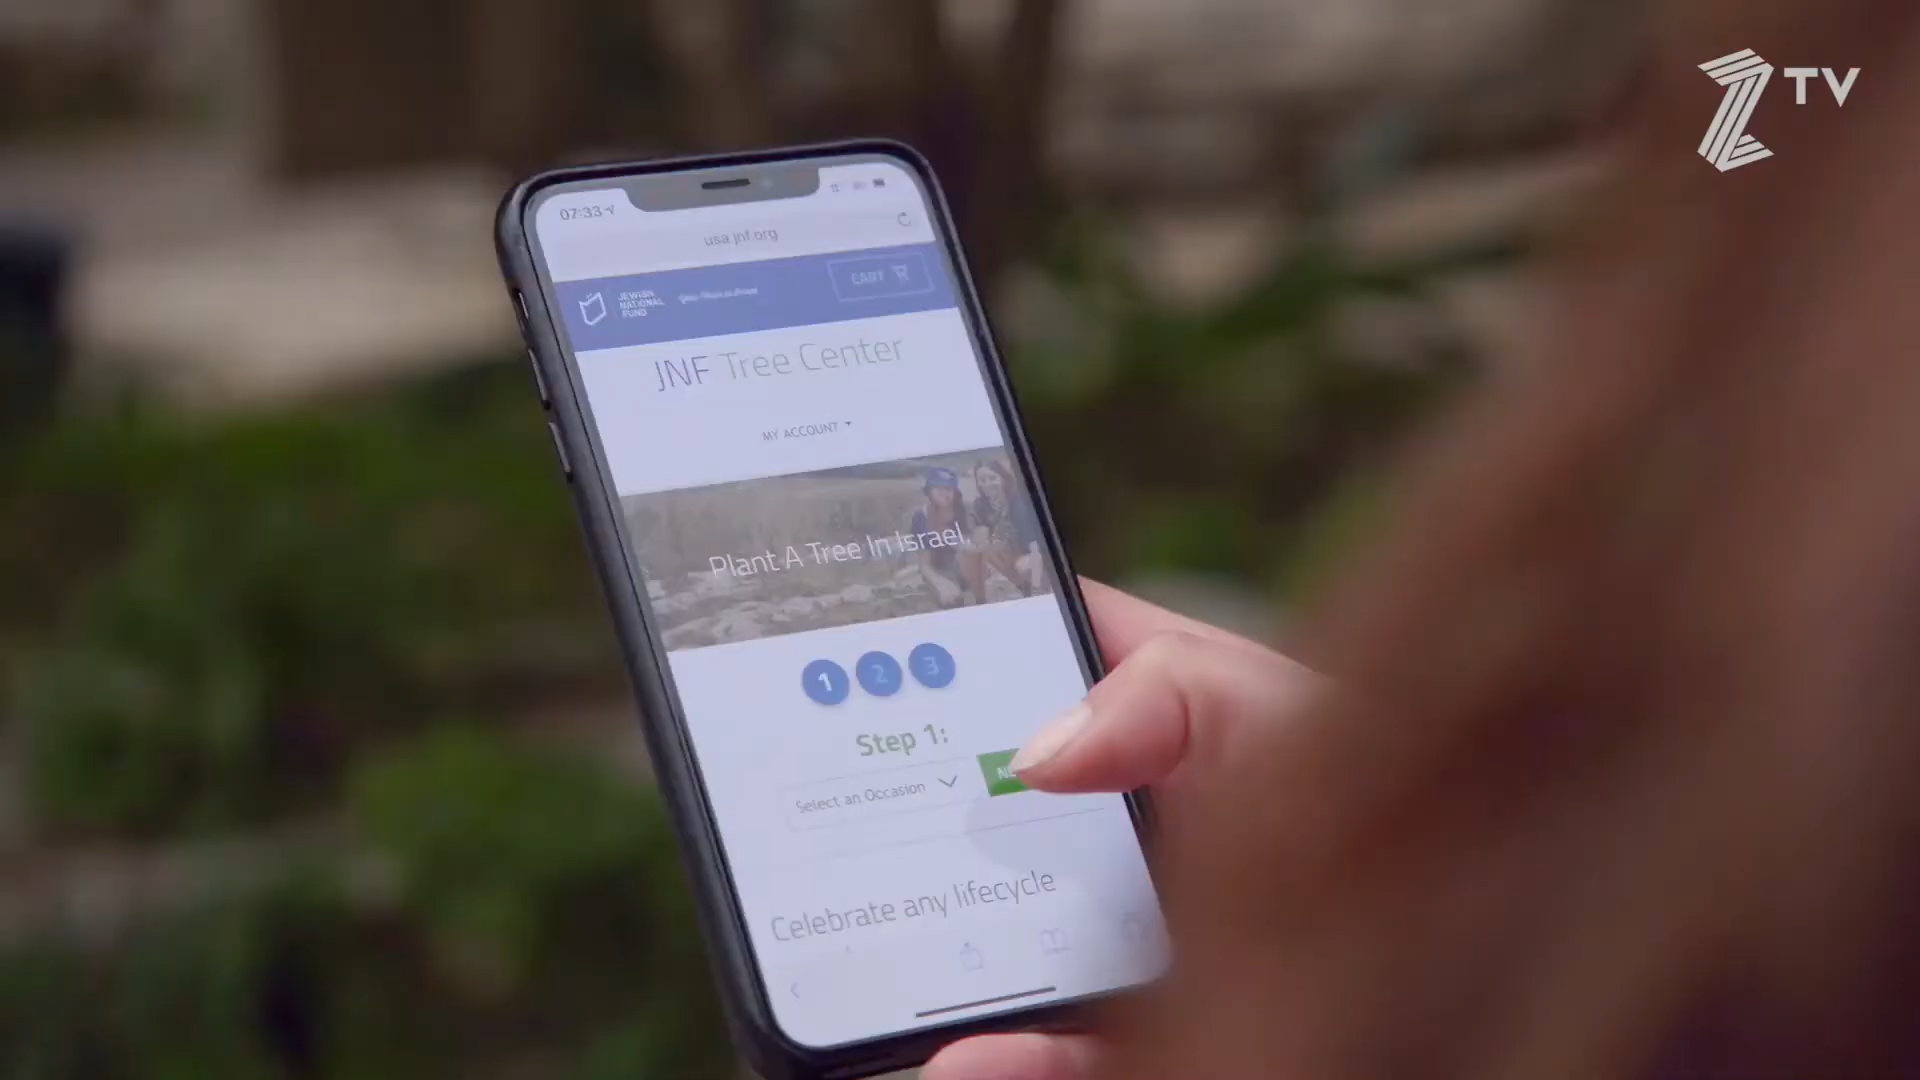 TV
07:33
usa.jnf.org
JEWISH
NATIONAL
FUND
CART
JNF Tree Center
MY ACCOUNT
Plant A Tree In Israel.
1 2 3
Step 1:
Select an Occasion
Celebrate any lifecycle